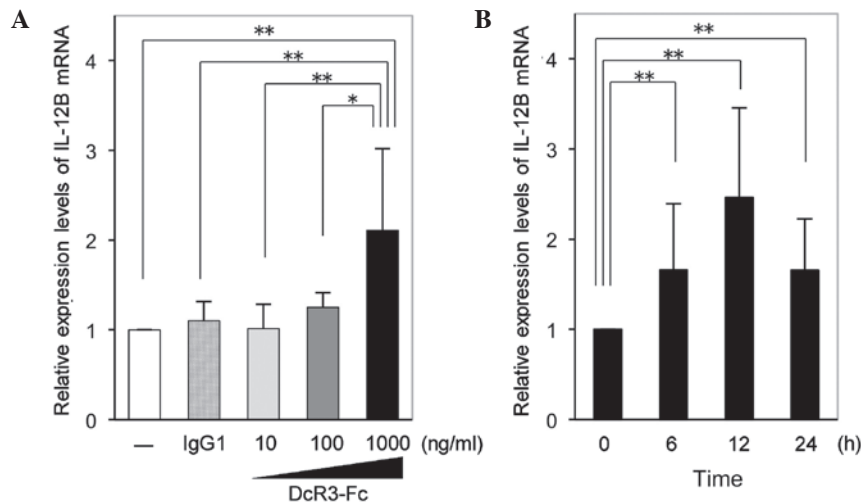 A
Relative expression levels of IL-12B mRNA
4
3
2
1
0
**
**
**
*
— IgG1 10 100 1000 (ng/ml)
DcR3-Fc
B
Relative expression levels of IL-12B mRNA
4
3
2
1
0
**
**
**
0 6 12 24 (h)
Time